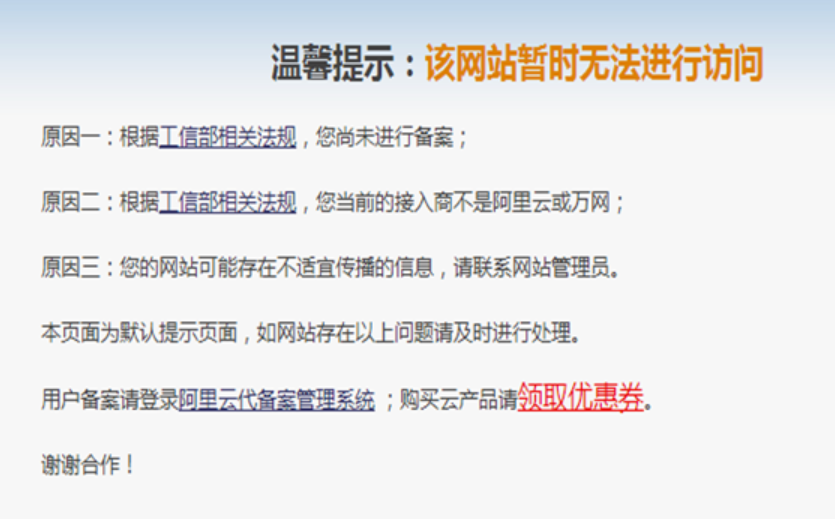 温馨提示：该网站暂时无法进行访问
原因一：根据工信部相关法规，您尚未进行备案；
原因二：根据工信部相关法规，您当前的接入商不是阿里云或万网；
原因三：您的网站可能存在不适宜传播的信息，请联系网站管理员。
本页面为默认提示页面，如网站存在以上问题请及时进行处理。
用户备案请登录阿里云代备案管理系统 ；购买云产品请领取优惠券。
谢谢合作！